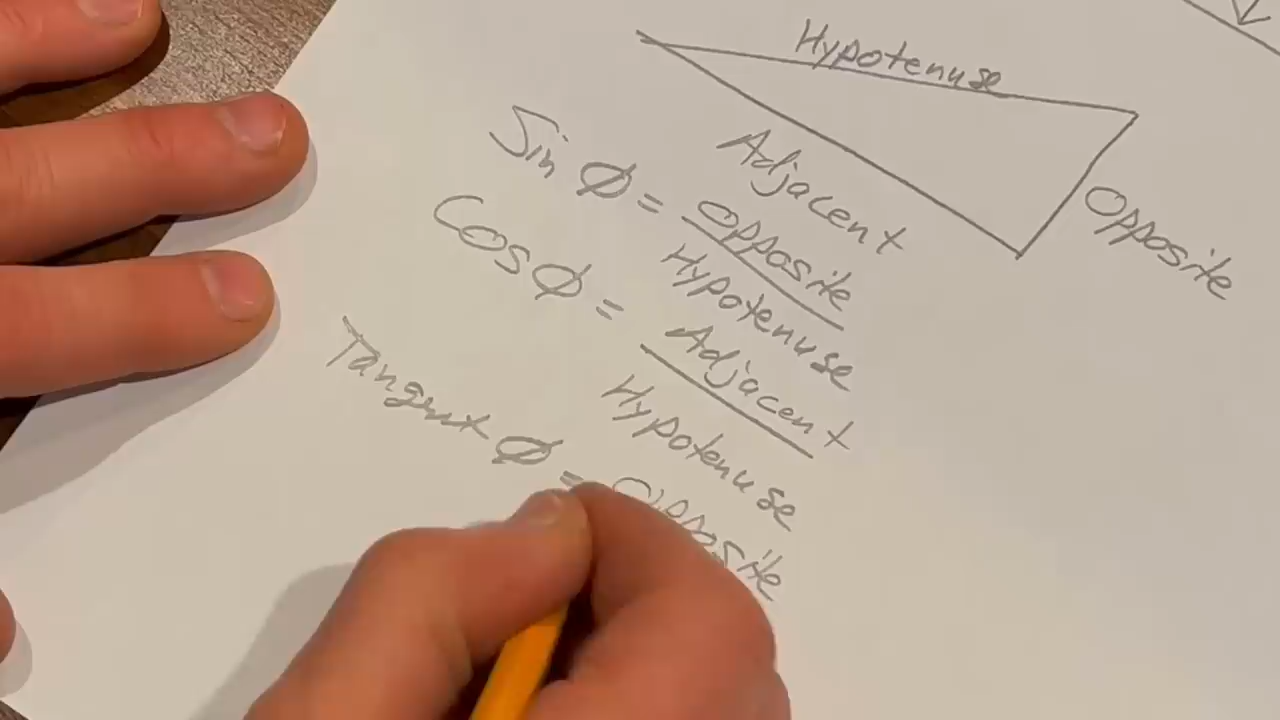 Hypotenuse
Adjacent
Opposite
Sin Ø = Opposite
Hypotenuse
Cos Ø = Adjacent
Hypotenuse
Tangent Ø = Opposite